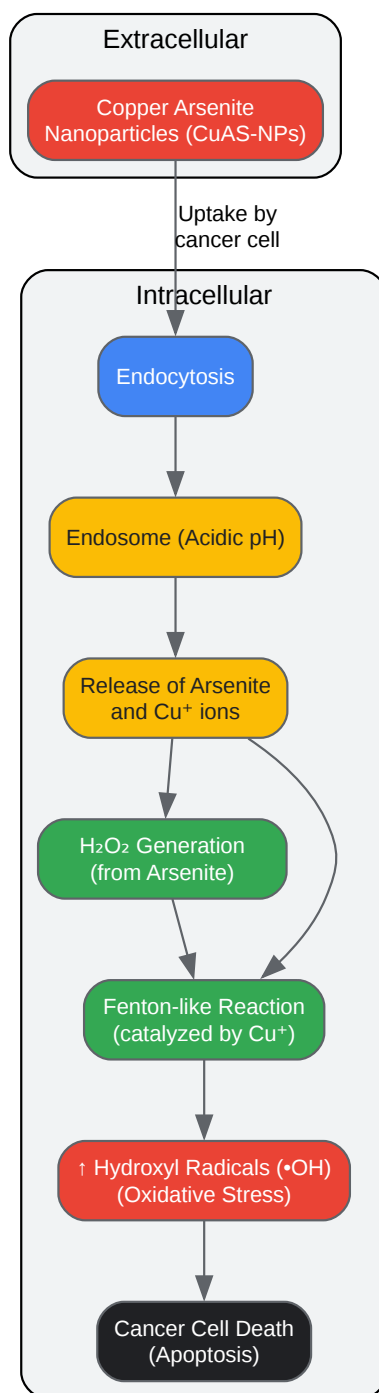 Extracellular
Copper Arsenite
Nanoparticles (CuAS-NPs)
Uptake by
cancer cell
Intracellular
Endocytosis
Endosome (Acidic pH)
Release of Arsenite
and Cu⁺ ions
H₂O₂ Generation
(from Arsenite)
Fenton-like Reaction
(catalyzed by Cu⁺)
↑ Hydroxyl Radicals (•OH)
(Oxidative Stress)
Cancer Cell Death
(Apoptosis)